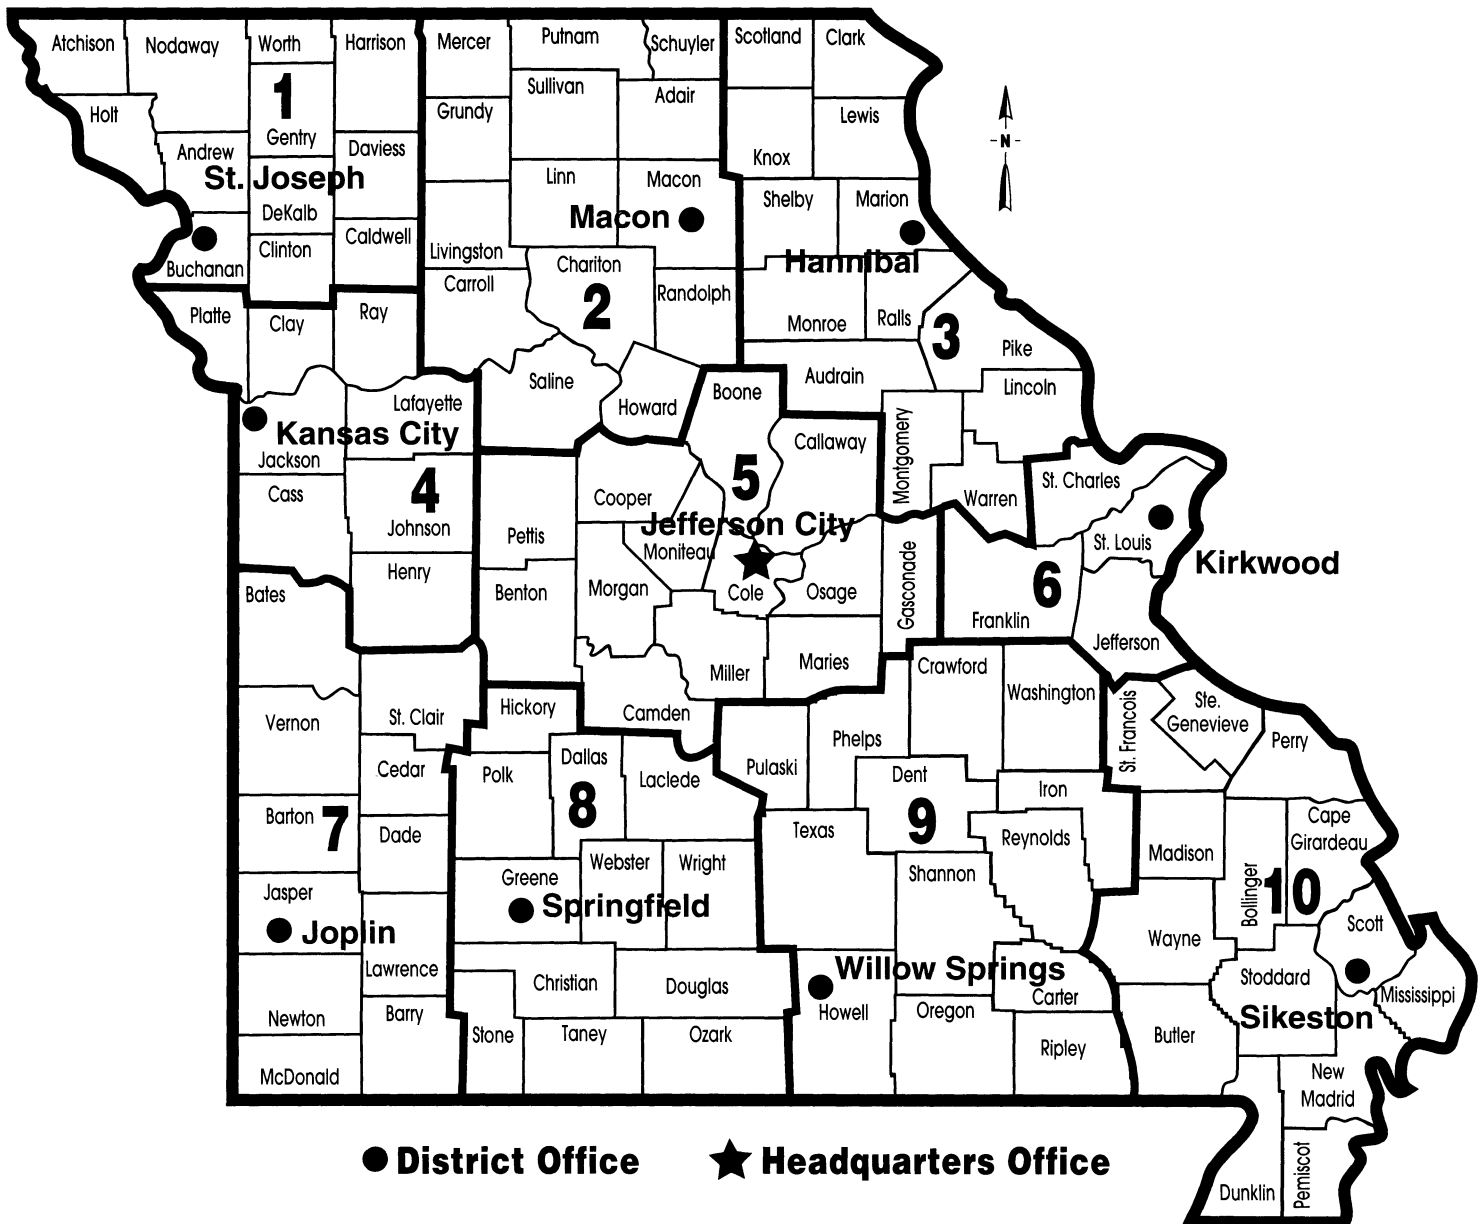 Atchison
Nodaway
Worth
Harrison
Mercer
Putnam
Schuyler
Scotland
Clark
Holt
1
Gentry
Grundy
Sullivan
Adair
Lewis
Knox
N
Andrew
Daviess
St. Joseph
DeKalb
Linn
Macon
Shelby
Marion
Macon
Clinton
Caldwell
Livingston
Buchanan
Chariton
Hannibal
Carroll
Randolph
2
Platte
Clay
Ray
Monroe
Ralls
3
Pike
Saline
Audrain
Lincoln
Boone
Howard
Lafayette
Kansas City
Jackson
Callaway
Montgomery
5
4
Cass
Johnson
Cooper
Warren
St. Charles
Jefferson City
Pettis
Moniteau
St. Louis
Kirkwood
Henry
Bates
Benton
Morgan
Cole
Osage
Gasconade
6
Franklin
Jefferson
Miller
Maries
Crawford
Washington
St. Francois
Ste.
Genevieve
Vernon
St. Clair
Hickory
Camden
Phelps
Perry
Cedar
Polk
Dallas
Laclede
Pulaski
Dent
Iron
Barton
7
Dade
8
Texas
9
Reynolds
Cape
Girardeau
Madison
Webster
Wright
Greene
Shannon
Jasper
Springfield
Bollinger
10
Joplin
Scott
Wayne
Lawrence
Willow Springs
Christian
Douglas
Carter
Stoddard
Mississippi
Newton
Barry
Howell
Oregon
Sikeston
Stone
Taney
Ozark
Ripley
Butler
McDonald
New
Madrid
District Office
Headquarters Office
Dunklin
Pemiscot